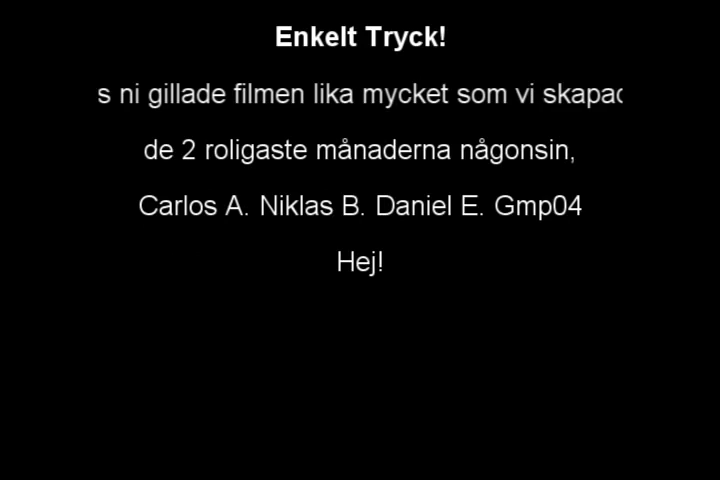 Enkelt Tryck!
s ni gillade filmen lika mycket som vi skapad
de 2 roligaste månaderna någonsin,
Carlos A. Niklas B. Daniel E. Gmp04
Hej!